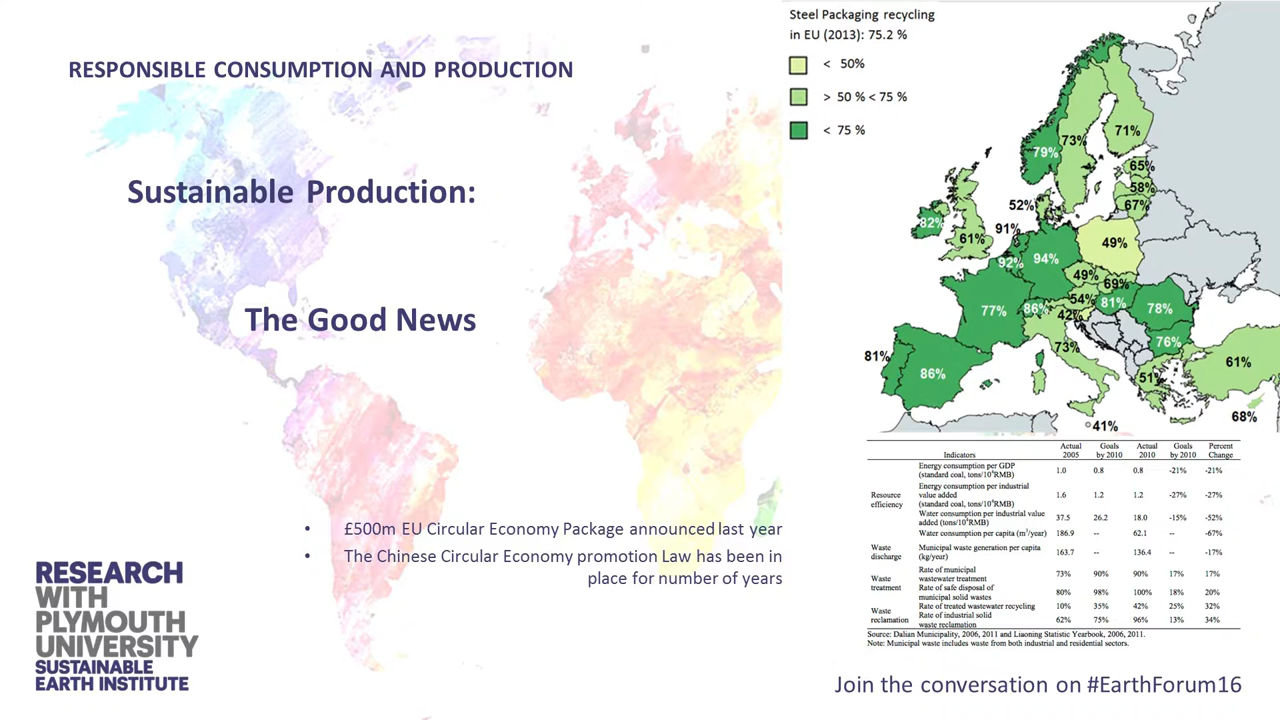 RESPONSIBLE CONSUMPTION AND PRODUCTION
Sustainable Production:
The Good News
• £500m EU Circular Economy Package announced last year
• The Chinese Circular Economy promotion Law has been in
place for number of years
RESEARCH
WITH
PLYMOUTH
UNIVERSITY
SUSTAINABLE
EARTH INSTITUTE
Steel Packaging recycling
in EU (2013): 75.2 %
< 50%
> 50 % < 75 %
< 75 %
71%
73%
79%
65%
58%
67%
52%
91%
82%
61%
92%
94%
49%
49%
69%
54%
81%
78%
77%
86%
42%
76%
73%
81%
86%
51%
61%
68%
41%
Indicators Actual 2005 Goals by 2010 Actual 2010 Goals by 2010 Percent Change
Resource efficiency
Energy consumption per GDP
(standard coal, tons/10⁴RMB) 1.0 0.8 0.8 -21% -21%
Energy consumption per industrial
value added
(standard coal, tons/10⁴RMB) 1.6 1.2 1.2 -27% -27%
Water consumption per industrial value
added (tons/10⁴RMB) 37.5 26.2 18.0 -15% -52%
Water consumption per capita (m³/year) 186.9 -- 62.1 -- -67%
Waste discharge
Municipal waste generation per capita
(kg/year) 163.7 -- 136.4 -- -17%
Waste treatment
Rate of municipal
wastewater treatment 73% 90% 90% 17% 17%
Rate of safe disposal of
municipal solid wastes 80% 98% 100% 18% 20%
Waste reclamation
Rate of treated wastewater recycling 10% 35% 42% 25% 32%
Rate of industrial solid
waste reclamation 62% 75% 96% 13% 34%
Source: Dalian Municipality, 2006, 2011 and Liaoning Statistic Yearbook, 2006, 2011.
Note: Municipal waste includes waste from both industrial and residential sectors.
Join the conversation on #EarthForum16